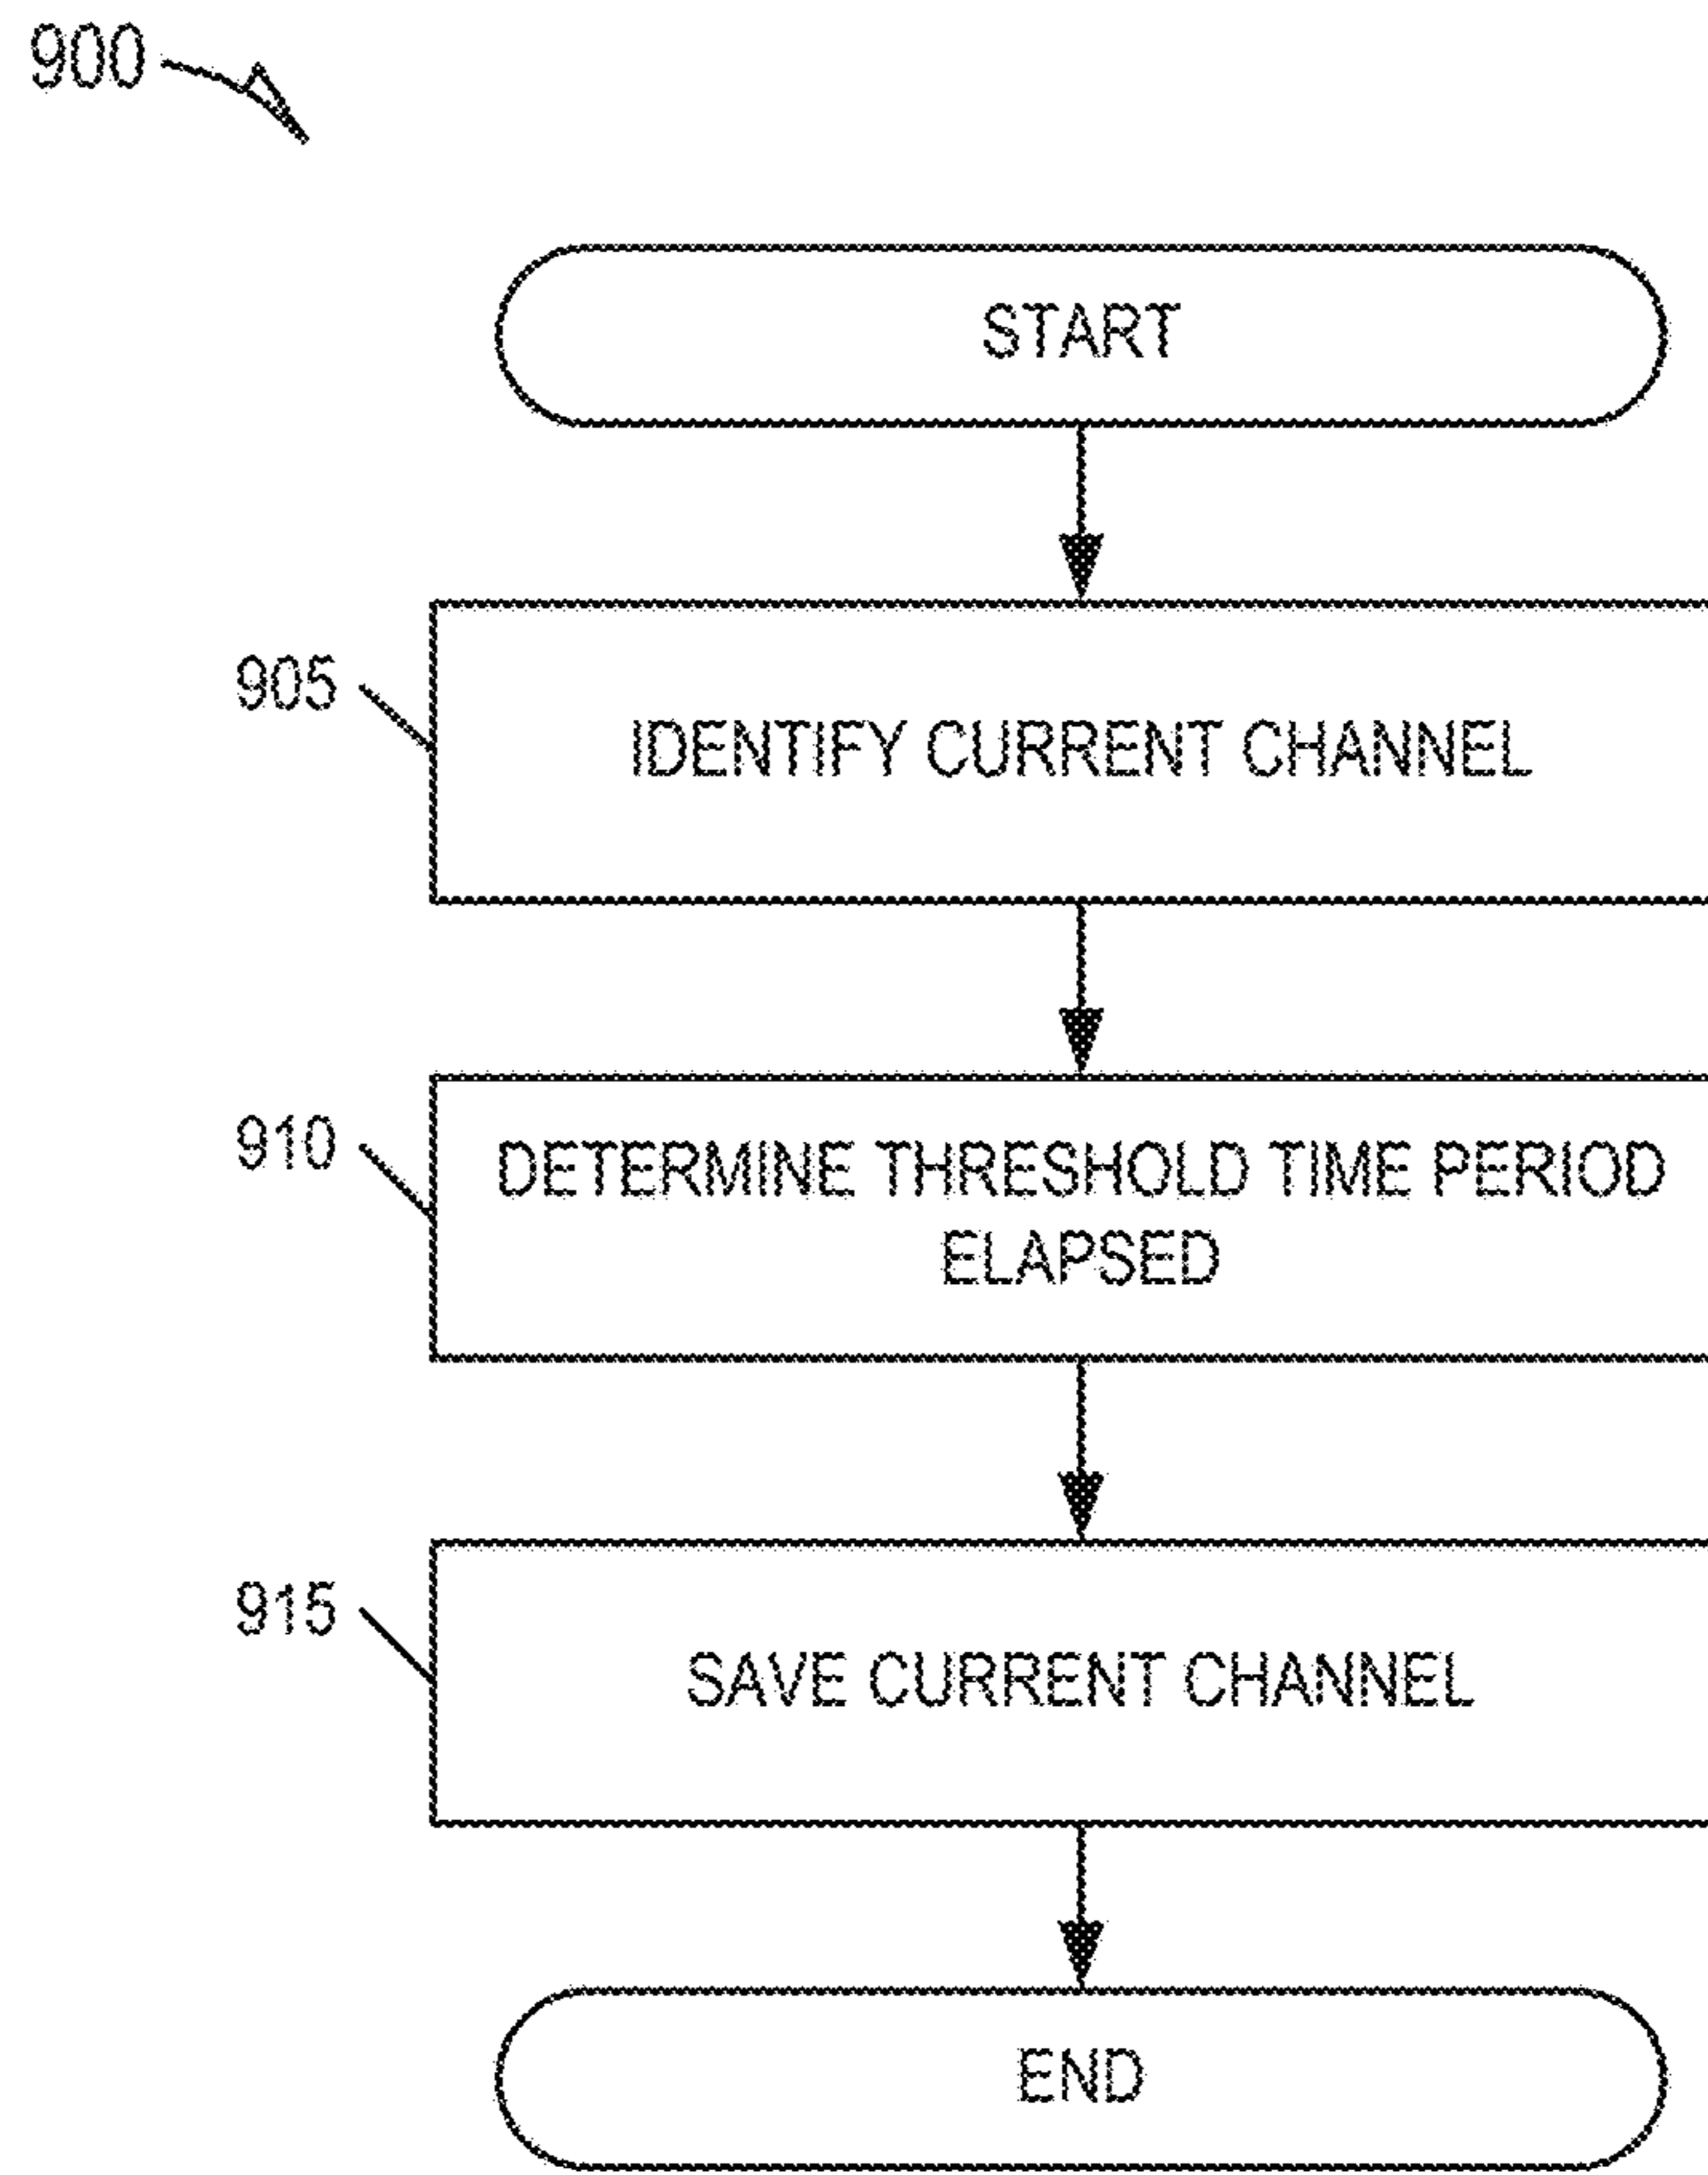 900
START
905
IDENTIFY CURRENT CHANNEL
910
DETERMINE THRESHOLD TIME PERIOD
ELAPSED
915
SAVE CURRENT CHANNEL
END